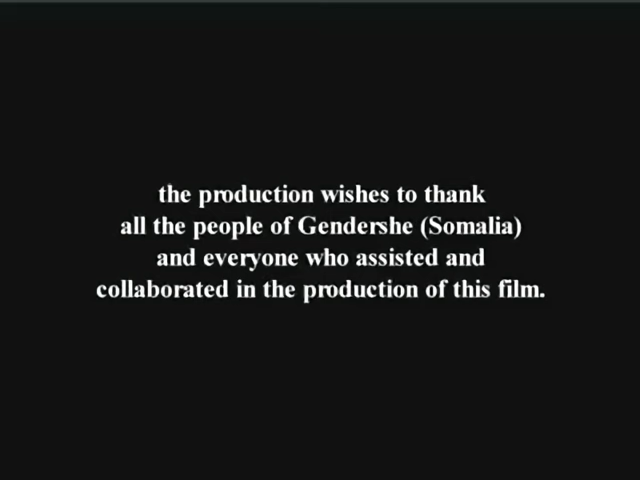 the production wishes to thank
all the people of Gendershe (Somalia)
and everyone who assisted and
collaborated in the production of this film.